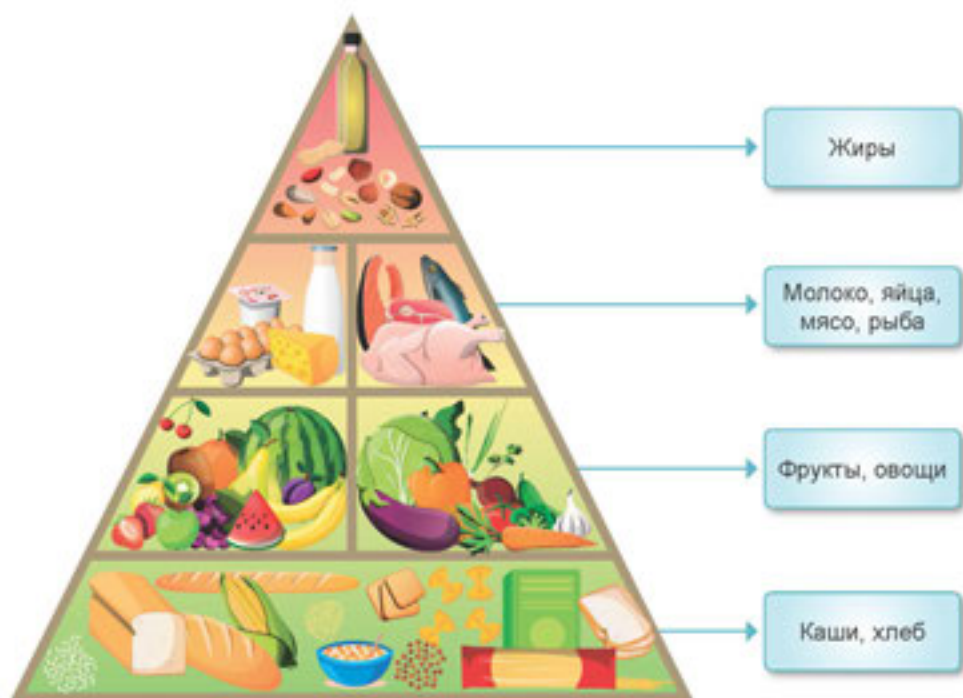 Жиры
Молоко, яйца,
мясо, рыба
Фрукты, овощи
Каши, хлеб